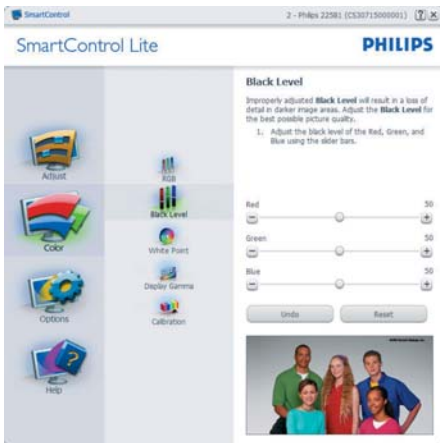 SmartControl
2 - Philips 225B1 (CS30715000001)
SmartControl Lite
PHILIPS
Adjust
Color
Options
Help
RGB
Black Level
White Point
Display Gamma
Calibration
Black Level
Improperly adjusted Black Level will result in a loss of
detail in darker image areas. Adjust the Black Level for
the best possible picture quality.
1. Adjust the black level of the Red, Green, and
Blue using the slider bars.
Red 50
Green 50
Blue 50
Undo Reset